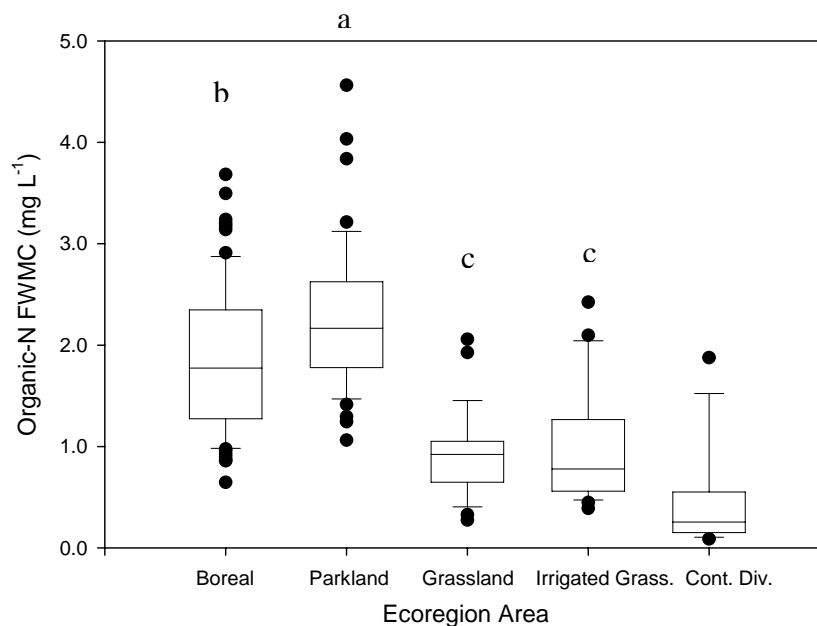 a
5.0
b
4.0
Organic-N FWMC (mg L⁻¹)
3.0
c
c
2.0
1.0
0.0
Boreal Parkland Grassland Irrigated Grass. Cont. Div.
Ecoregion Area